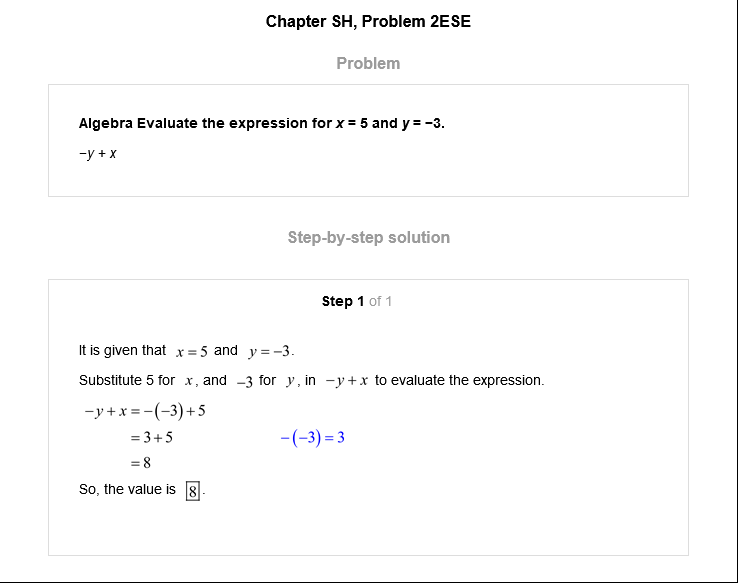 Chapter SH, Problem 2ESE
Problem
Algebra Evaluate the expression for x = 5 and y = −3.
−y + x
Step-by-step solution
Step 1 of 1
It is given that x = 5 and y = −3.
Substitute 5 for x, and −3 for y, in −y + x to evaluate the expression.
−y + x = −(−3) + 5
= 3 + 5 −(−3) = 3
= 8
So, the value is 8.